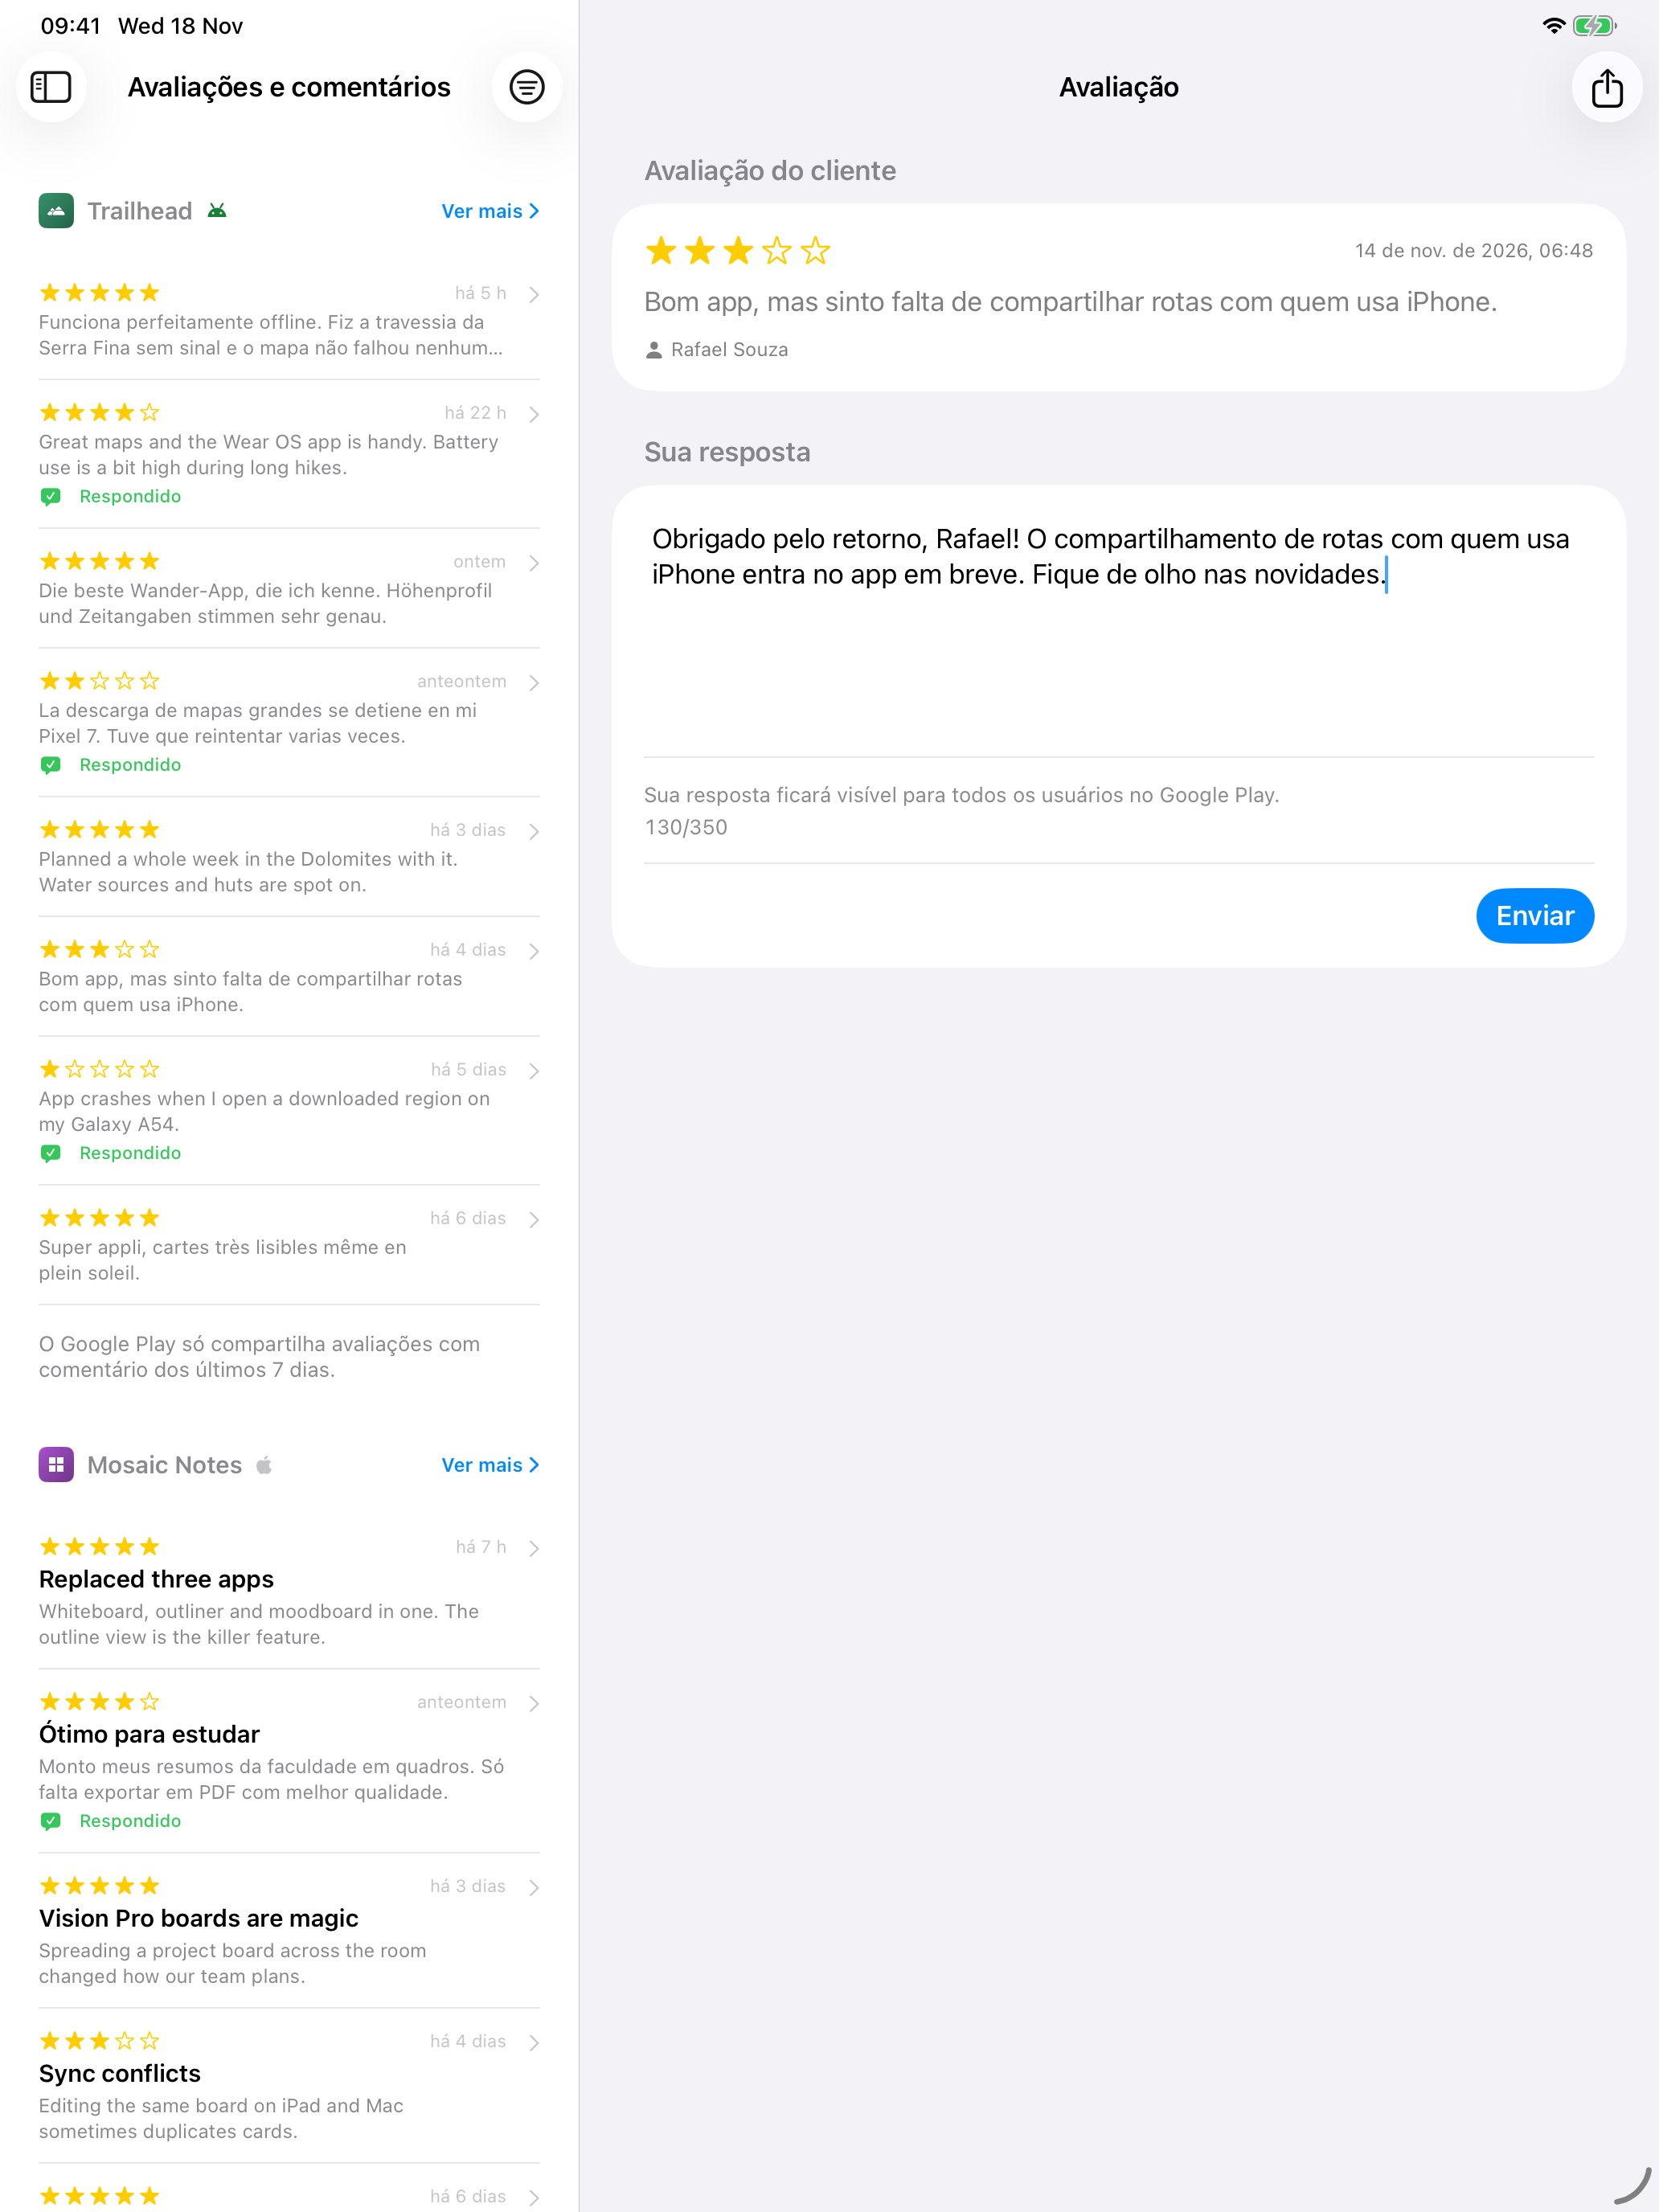 09:41 Wed 18 Nov
Avaliações e comentários
Trailhead
Ver mais
há 5 h
Funciona perfeitamente offline. Fiz a travessia da
Serra Fina sem sinal e o mapa não falhou nenhum...
há 22 h
Great maps and the Wear OS app is handy. Battery
use is a bit high during long hikes.
Respondido
ontem
Die beste Wander-App, die ich kenne. Höhenprofil
und Zeitangaben stimmen sehr genau.
anteontem
La descarga de mapas grandes se detiene en mi
Pixel 7. Tuve que reintentar varias veces.
Respondido
há 3 dias
Planned a whole week in the Dolomites with it.
Water sources and huts are spot on.
há 4 dias
Bom app, mas sinto falta de compartilhar rotas
com quem usa iPhone.
há 5 dias
App crashes when I open a downloaded region on
my Galaxy A54.
Respondido
há 6 dias
Super appli, cartes très lisibles même en
plein soleil.
O Google Play só compartilha avaliações com
comentário dos últimos 7 dias.
Mosaic Notes
Ver mais
há 7 h
Replaced three apps
Whiteboard, outliner and moodboard in one. The
outline view is the killer feature.
anteontem
Ótimo para estudar
Monto meus resumos da faculdade em quadros. Só
falta exportar em PDF com melhor qualidade.
Respondido
há 3 dias
Vision Pro boards are magic
Spreading a project board across the room
changed how our team plans.
há 4 dias
Sync conflicts
Editing the same board on iPad and Mac
sometimes duplicates cards.
há 6 dias
Avaliação
Avaliação do cliente
14 de nov. de 2026, 06:48
Bom app, mas sinto falta de compartilhar rotas com quem usa iPhone.
Rafael Souza
Sua resposta
Obrigado pelo retorno, Rafael! O compartilhamento de rotas com quem usa
iPhone entra no app em breve. Fique de olho nas novidades.
Sua resposta ficará visível para todos os usuários no Google Play.
130/350
Enviar